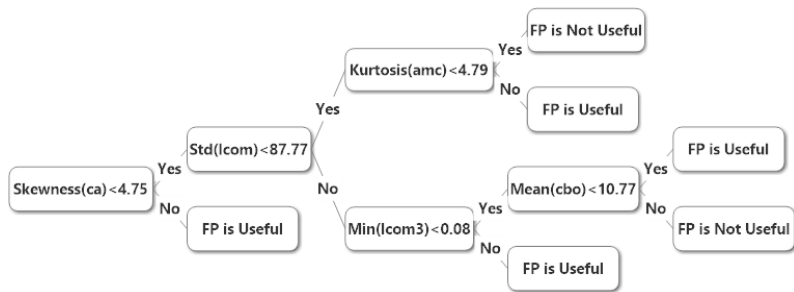 FP is Not Useful
Yes
Kurtosis(amc)<4.79
No
Yes
FP is Useful
Std(lcom)<87.77
FP is Useful
Yes
Yes
Skewness(ca)<4.75
No
Yes
Mean(cbo)<10.77
No
No
FP is Useful
Min(lcom3)<0.08
FP is Not Useful
No
FP is Useful